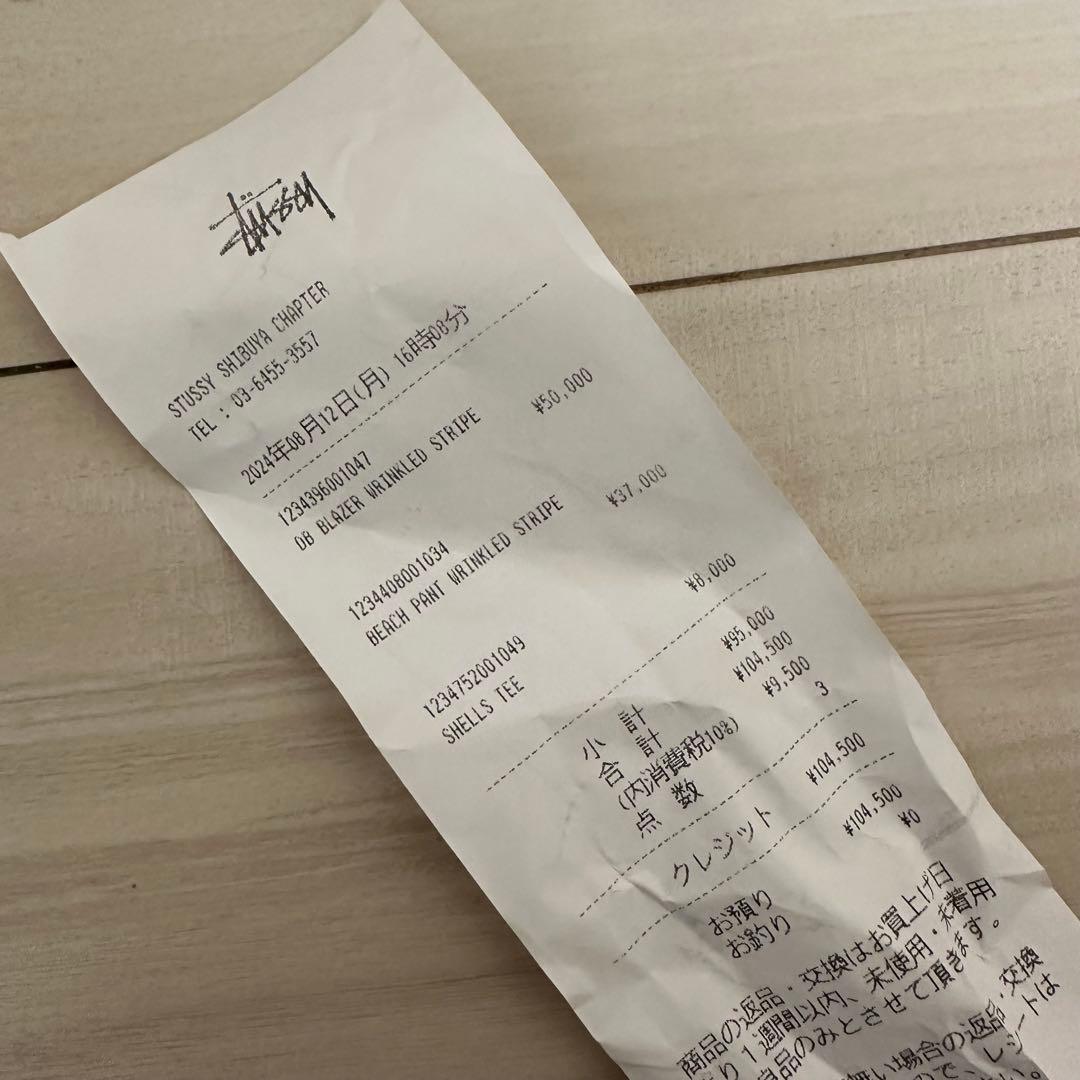 STÜSSY
STUSSY SHIBUYA CHAPTER
TEL : 03-6455-3557
2024年08月12日(月) 16時08分
1234396001047
DB BLAZER WRINKLED STRIPE ¥50,000
1234408001034
BEACH PANT WRINKLED STRIPE ¥37,000
1234752001049
SHELLS TEE ¥8,000
小 計 ¥95,000
合 計 ¥104,500
(内消費税10%) ¥9,500
点 数 3
クレジット ¥104,500
お預り ¥104,500
お釣り ¥0
商品の返品・交換はお買上げ日
り1週間以内、未使用・未着用
品のみとさせて頂きます。
無い場合の返品・交換
ので、レシートは